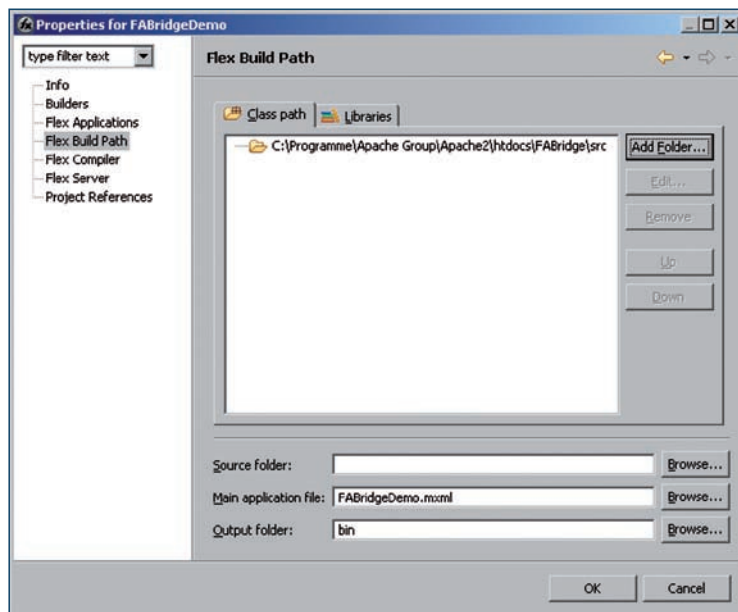 Properties for FABridgeDemo
type filter text
Flex Build Path
Info
Builders
Flex Applications
Flex Build Path
Flex Compiler
Flex Server
Project References
Class path
Libraries
C:\Programme\Apache Group\Apache2\htdocs\FABridge\src
Add Folder...
Edit...
Remove
Up
Down
Source folder:
Browse...
Main application file: FABridgeDemo.mxml
Browse...
Output folder: bin
Browse...
OK
Cancel